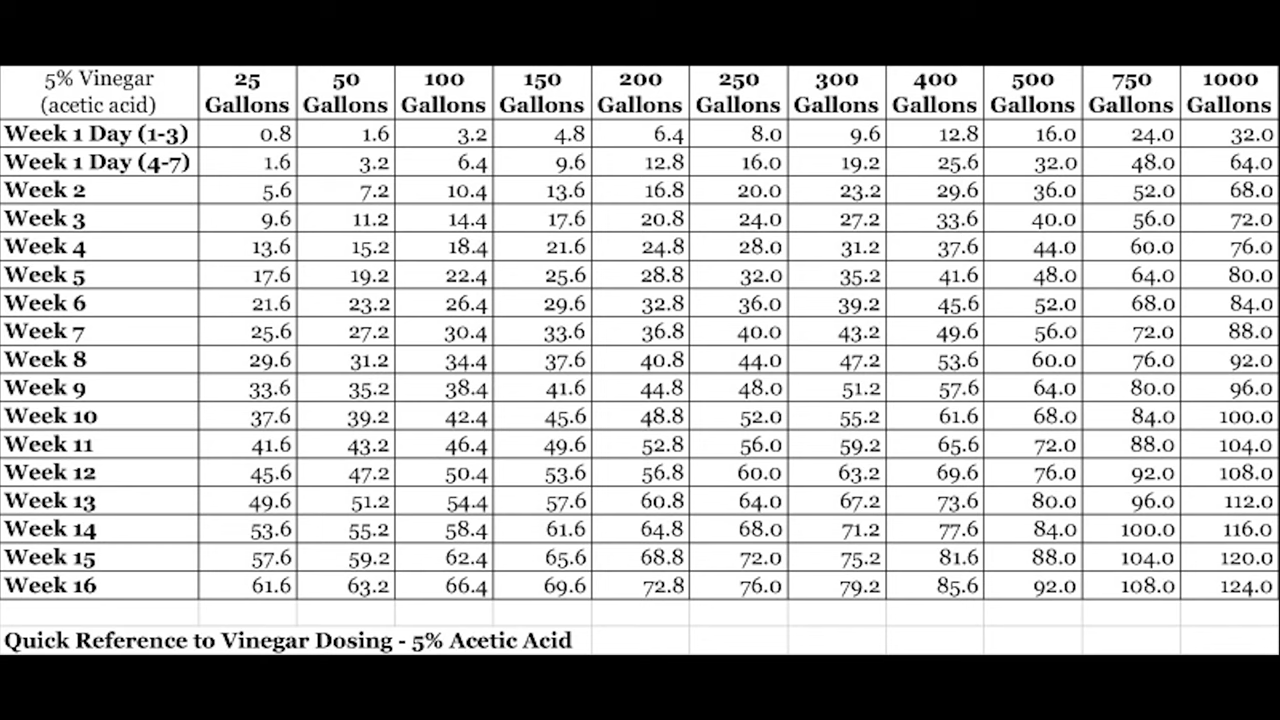 5% Vinegar (acetic acid) 25 Gallons 50 Gallons 100 Gallons 150 Gallons 200 Gallons 250 Gallons 300 Gallons 400 Gallons 500 Gallons 750 Gallons 1000 Gallons
Week 1 Day (1-3) 0.8 1.6 3.2 4.8 6.4 8.0 9.6 12.8 16.0 24.0 32.0
Week 1 Day (4-7) 1.6 3.2 6.4 9.6 12.8 16.0 19.2 25.6 32.0 48.0 64.0
Week 2 5.6 7.2 10.4 13.6 16.8 20.0 23.2 29.6 36.0 52.0 68.0
Week 3 9.6 11.2 14.4 17.6 20.8 24.0 27.2 33.6 40.0 56.0 72.0
Week 4 13.6 15.2 18.4 21.6 24.8 28.0 31.2 37.6 44.0 60.0 76.0
Week 5 17.6 19.2 22.4 25.6 28.8 32.0 35.2 41.6 48.0 64.0 80.0
Week 6 21.6 23.2 26.4 29.6 32.8 36.0 39.2 45.6 52.0 68.0 84.0
Week 7 25.6 27.2 30.4 33.6 36.8 40.0 43.2 49.6 56.0 72.0 88.0
Week 8 29.6 31.2 34.4 37.6 40.8 44.0 47.2 53.6 60.0 76.0 92.0
Week 9 33.6 35.2 38.4 41.6 44.8 48.0 51.2 57.6 64.0 80.0 96.0
Week 10 37.6 39.2 42.4 45.6 48.8 52.0 55.2 61.6 68.0 84.0 100.0
Week 11 41.6 43.2 46.4 49.6 52.8 56.0 59.2 65.6 72.0 88.0 104.0
Week 12 45.6 47.2 50.4 53.6 56.8 60.0 63.2 69.6 76.0 92.0 108.0
Week 13 49.6 51.2 54.4 57.6 60.8 64.0 67.2 73.6 80.0 96.0 112.0
Week 14 53.6 55.2 58.4 61.6 64.8 68.0 71.2 77.6 84.0 100.0 116.0
Week 15 57.6 59.2 62.4 65.6 68.8 72.0 75.2 81.6 88.0 104.0 120.0
Week 16 61.6 63.2 66.4 69.6 72.8 76.0 79.2 85.6 92.0 108.0 124.0
Quick Reference to Vinegar Dosing - 5% Acetic Acid